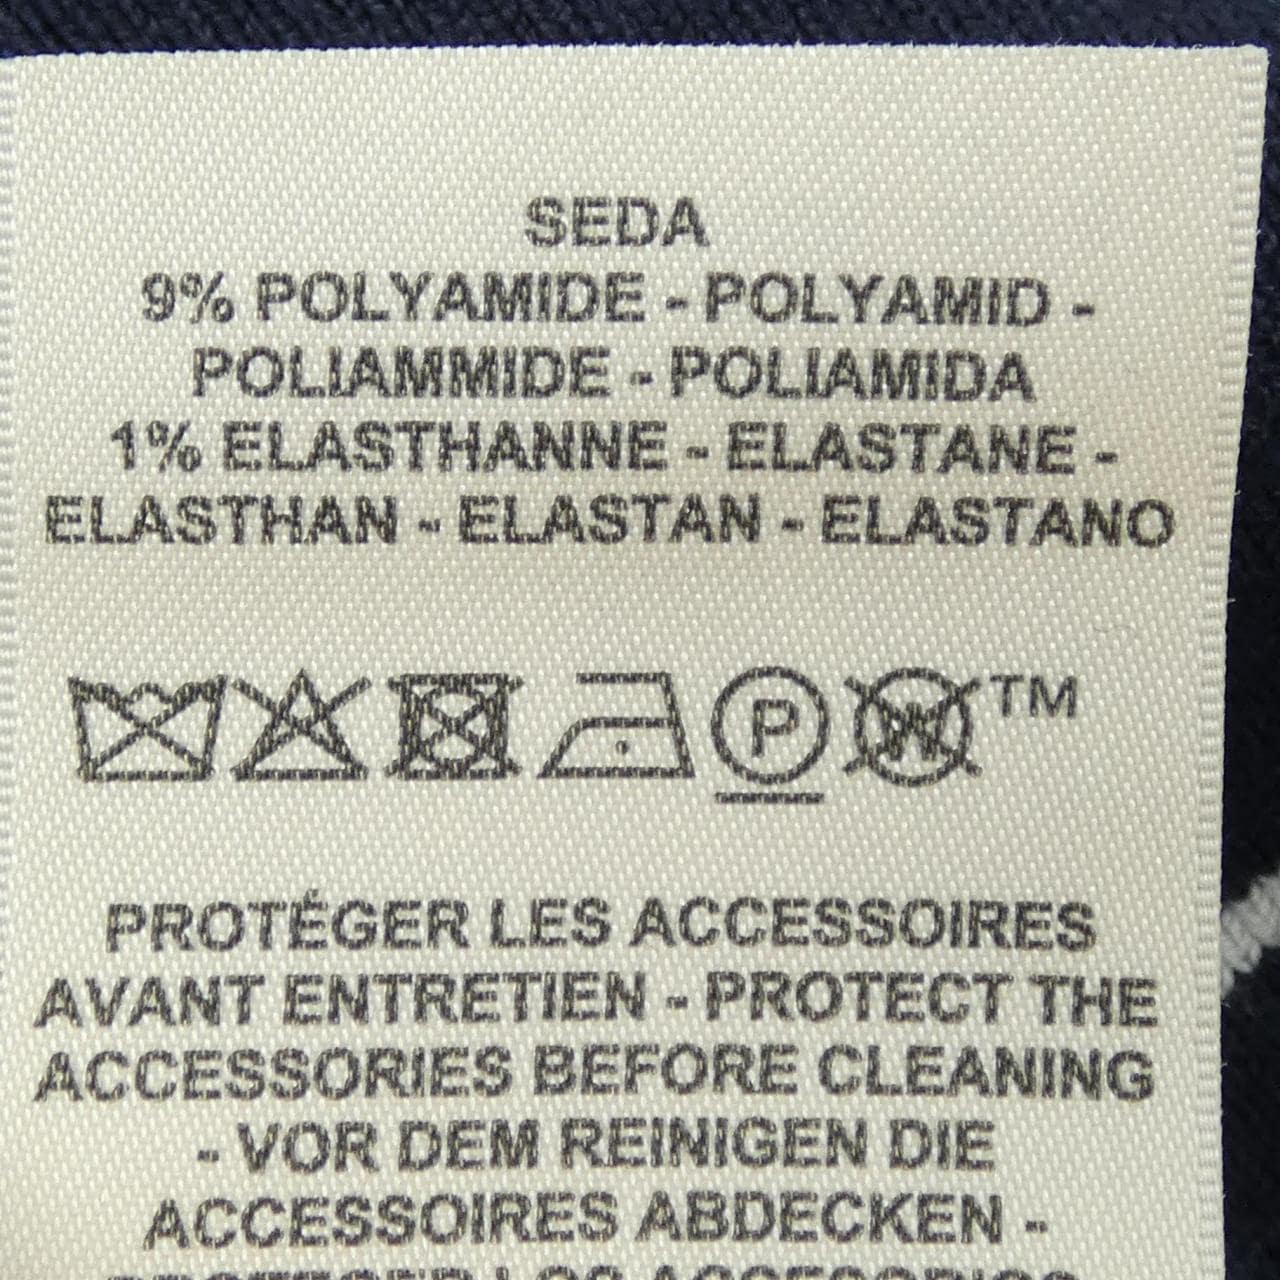 SEDA
9% POLYAMIDE - POLYAMID -
POLIAMMIDE - POLIAMIDA
1% ELASTHANNE - ELASTANE -
ELASTHAN - ELASTAN - ELASTANO
P W TM
PROTÉGER LES ACCESSOIRES
AVANT ENTRETIEN - PROTECT THE
ACCESSORIES BEFORE CLEANING
- VOR DEM REINIGEN DIE
ACCESSOIRES ABDECKEN -